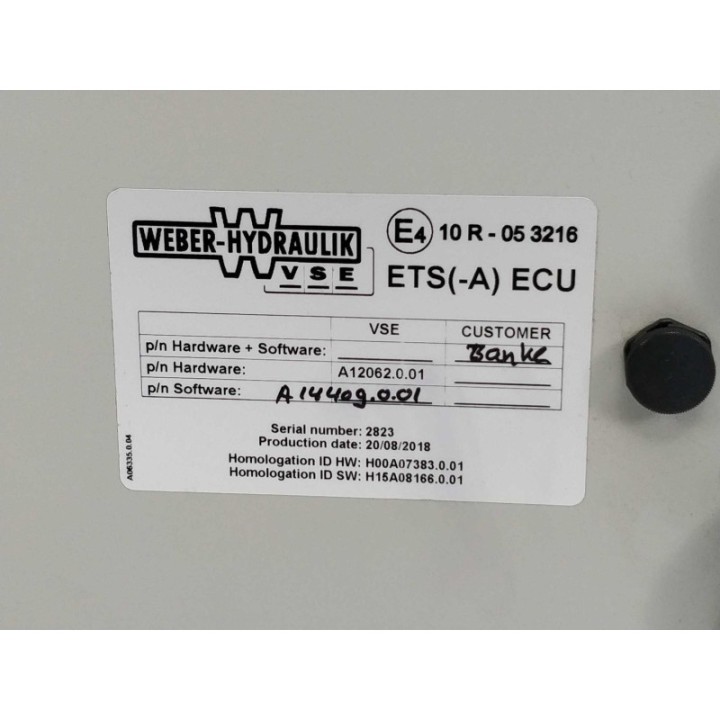 WEBER-HYDRAULIK
VSE
E4 10 R - 05 3216
ETS(-A) ECU
VSE CUSTOMER
p/n Hardware + Software: Banke
p/n Hardware: A12062.0.01
p/n Software: A14409.0.01
Serial number: 2823
Production date: 20/08/2018
Homologation ID HW: H00A07383.0.01
Homologation ID SW: H15A08166.0.01
A06335.0.04